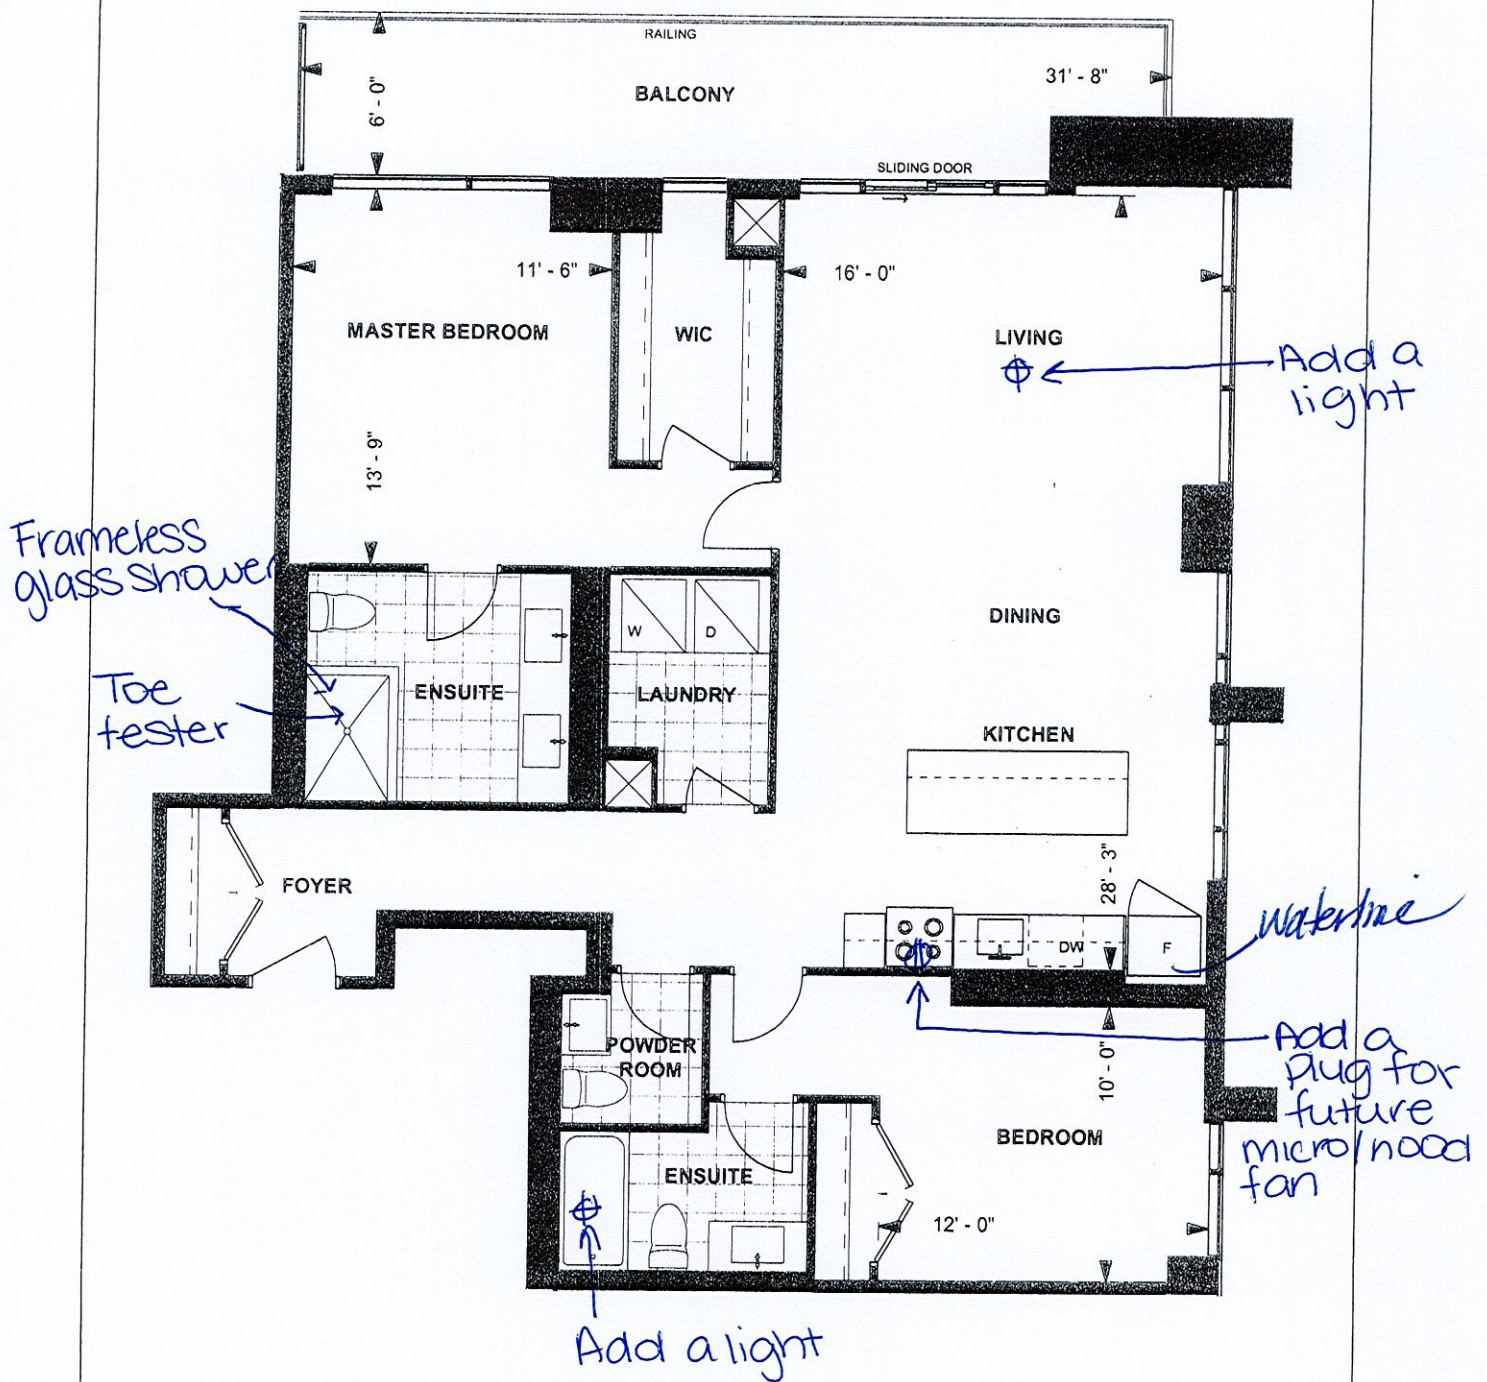 RAILING
BALCONY
31' - 8"
6' - 0"
SLIDING DOOR
11' - 6"
16' - 0"
MASTER BEDROOM
WIC
LIVING
Add a
light
13' - 9"
Frameless
glass shower
Toe
tester
W
D
ENSUITE
LAUNDRY
DINING
KITCHEN
28' - 3"
FOYER
DW
F
waterline
Add a
plug for
future
micro/hood
fan
POWDER
ROOM
10' - 0"
BEDROOM
ENSUITE
12' - 0"
Add a light